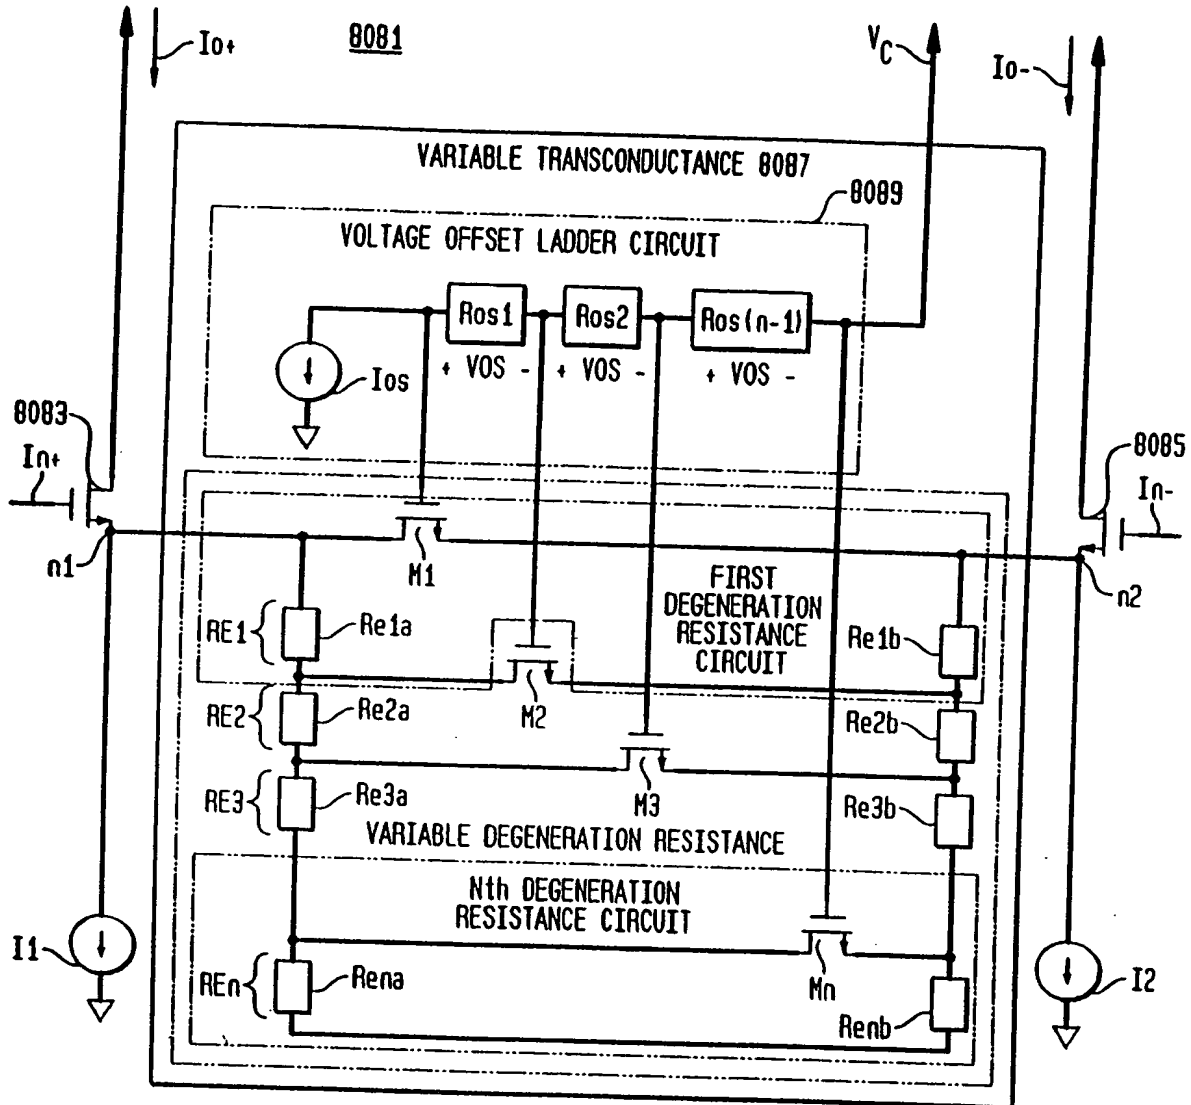 Io+
8081
VC
Io-
VARIABLE TRANSCONDUCTANCE 8087
8089
VOLTAGE OFFSET LADDER CIRCUIT
Ros1
Ros2
Ros(n-1)
+ VOS -
+ VOS -
+ VOS -
Ios
8083
In+
8085
In-
n1
M1
n2
FIRST
DEGENERATION
RESISTANCE
CIRCUIT
RE1
Re1a
Re1b
M2
RE2
Re2a
Re2b
M3
RE3
Re3a
Re3b
VARIABLE DEGENERATION RESISTANCE
Nth DEGENERATION
RESISTANCE CIRCUIT
I1
Mn
I2
REn
Rena
Renb